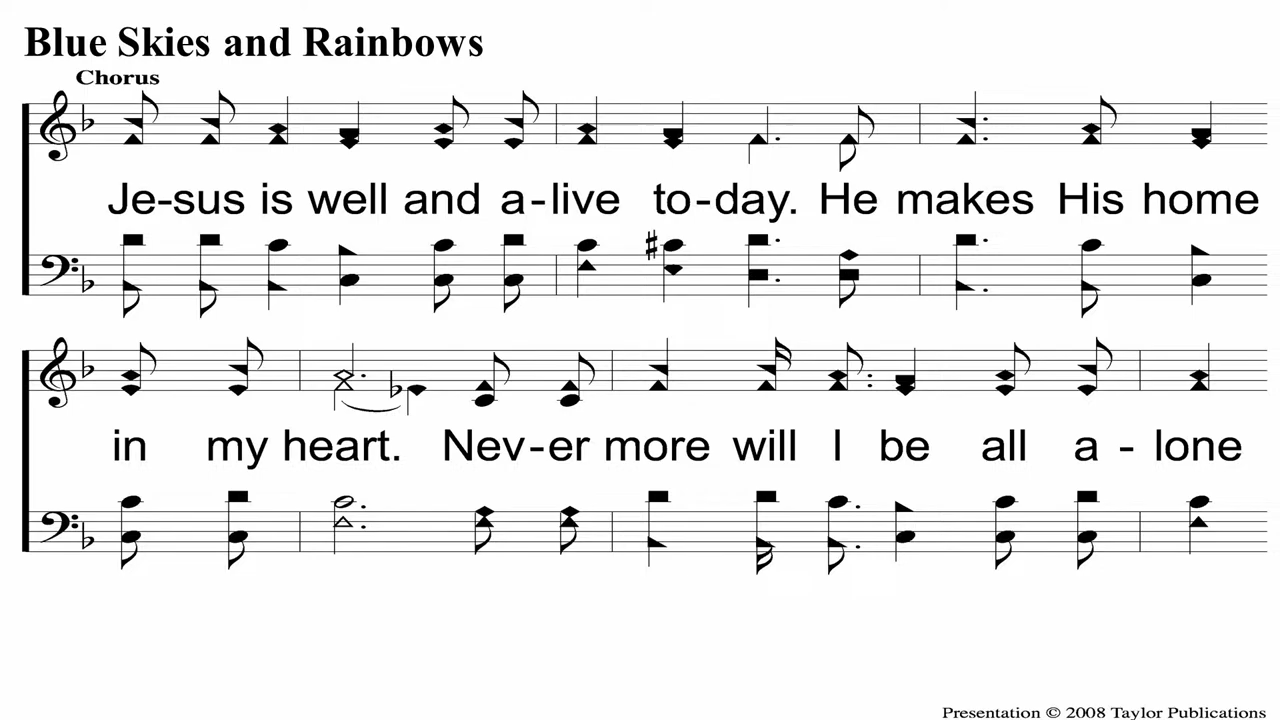 Blue Skies and Rainbows
Chorus
Je-sus is well and a-live to-day. He makes His home
in my heart. Nev-er more will I be all a-lone
Presentation © 2008 Taylor Publications